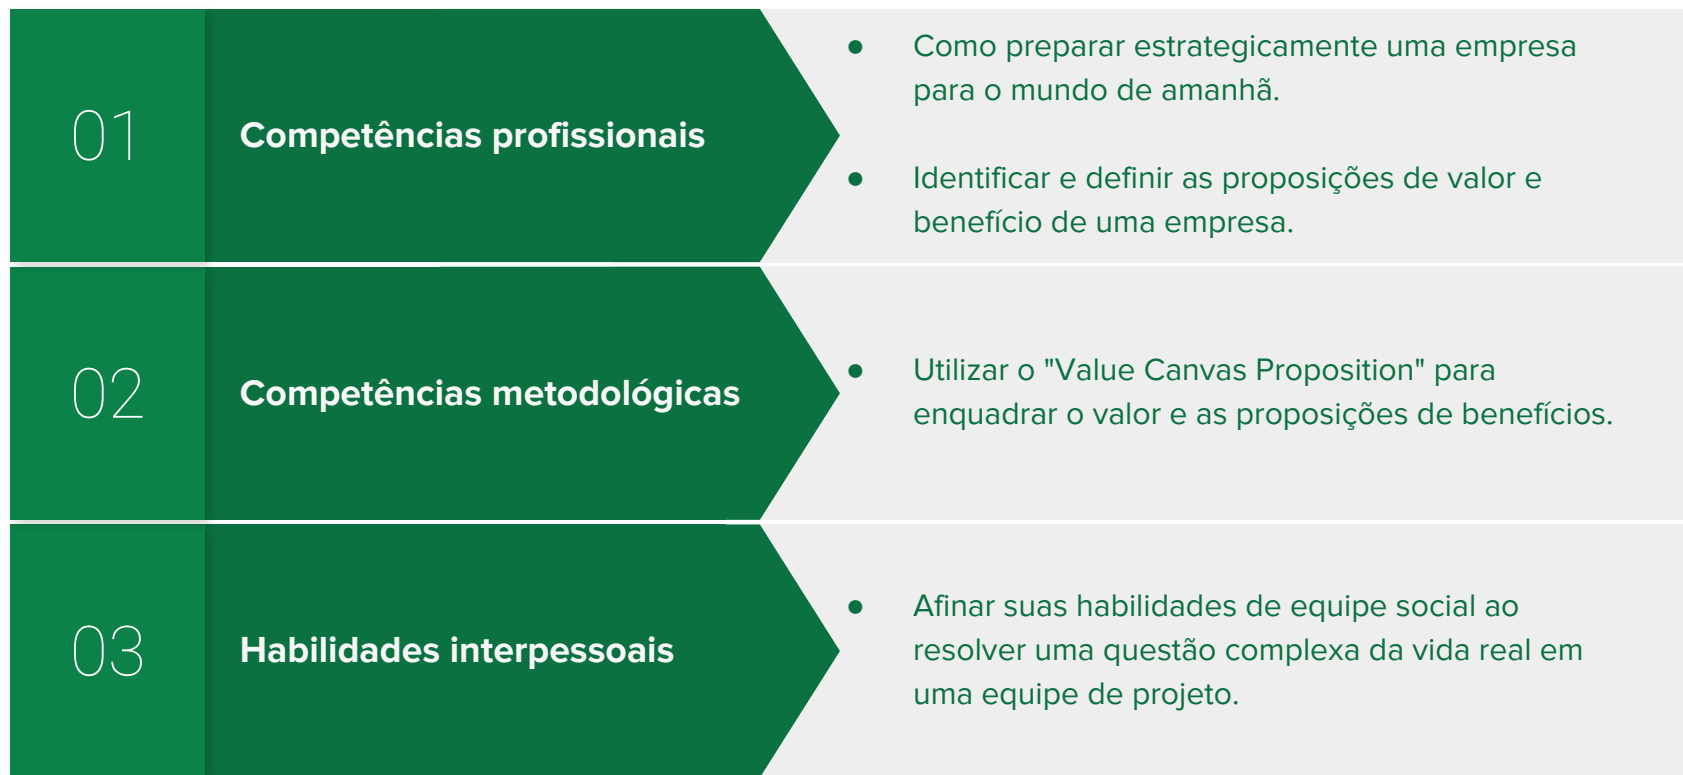 01
Competências profissionais
● Como preparar estrategicamente uma empresa
para o mundo de amanhã.
● Identificar e definir as proposições de valor e
benefício de uma empresa.
02
Competências metodológicas
● Utilizar o "Value Canvas Proposition" para
enquadrar o valor e as proposições de benefícios.
03
Habilidades interpessoais
● Afinar suas habilidades de equipe social ao
resolver uma questão complexa da vida real em
uma equipe de projeto.